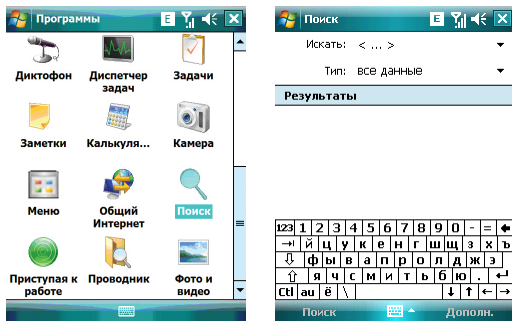 Программы
E
Диктофон
Диспетчер
задач
Задачи
Заметки
Калькуля...
Камера
Меню
Общий
Интернет
Поиск
Приступая к
работе
Проводник
Фото и
видео
Поиск
E
Искать: < ... >
Тип: все данные
Результаты
123 1 2 3 4 5 6 7 8 9 0 - =
й ц у к е н г ш щ з х ъ
ф ы в а п р о л д ж э
я ч с м и т ь б ю .
Ctl au ё \
Поиск Дополн.